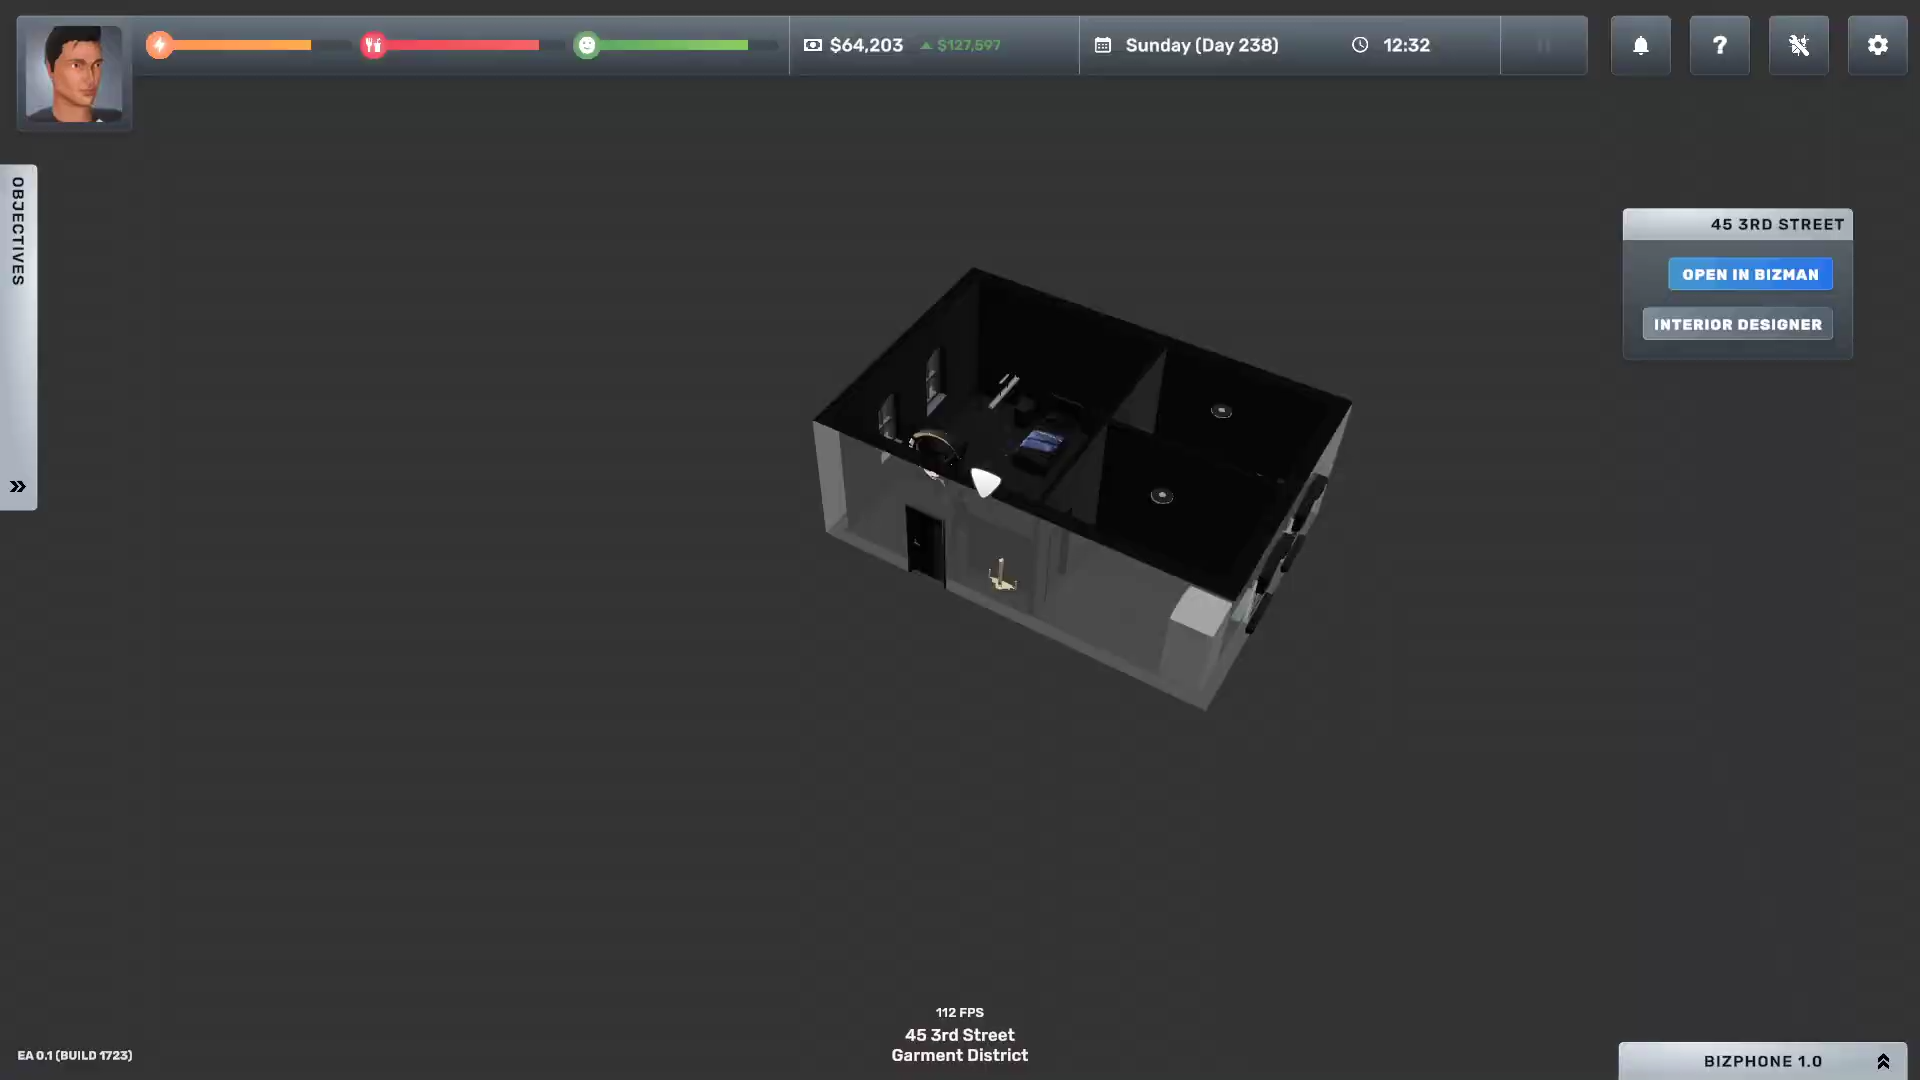 $64,203
$127,597
Sunday (Day 238)
12:32
?
OBJECTIVES
45 3RD STREET
OPEN IN BIZMAN
INTERIOR DESIGNER
112 FPS
45 3rd Street
Garment District
EA 0.1 (BUILD 1723)
BIZPHONE 1.0